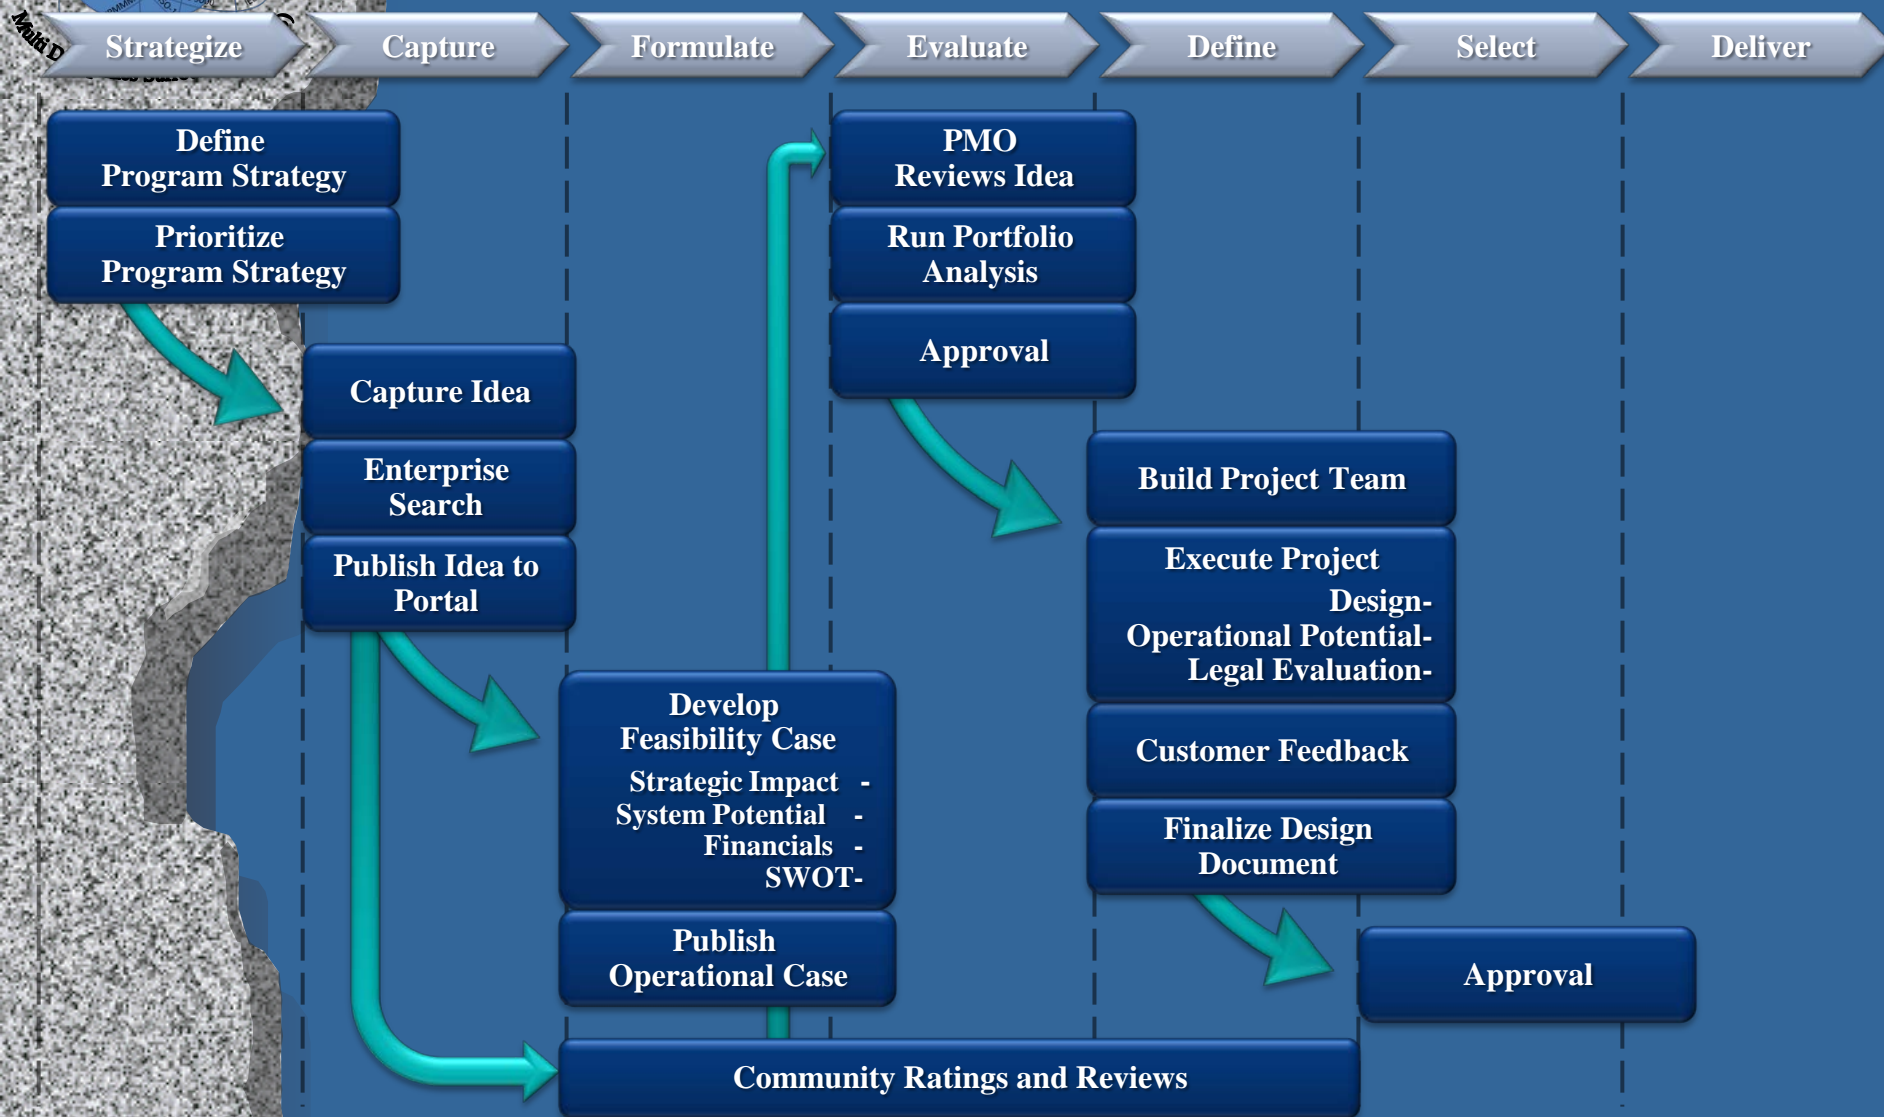 Multi D
Strategize
Capture
Formulate
Evaluate
Define
Select
Deliver
Define
Program Strategy
Prioritize
Program Strategy
Capture Idea
Enterprise
Search
Publish Idea to
Portal
Develop
Feasibility Case
Strategic Impact -
System Potential -
Financials -
SWOT-
Publish
Operational Case
Community Ratings and Reviews
PMO
Reviews Idea
Run Portfolio
Analysis
Approval
Build Project Team
Execute Project
Design-
Operational Potential-
Legal Evaluation-
Customer Feedback
Finalize Design
Document
Approval